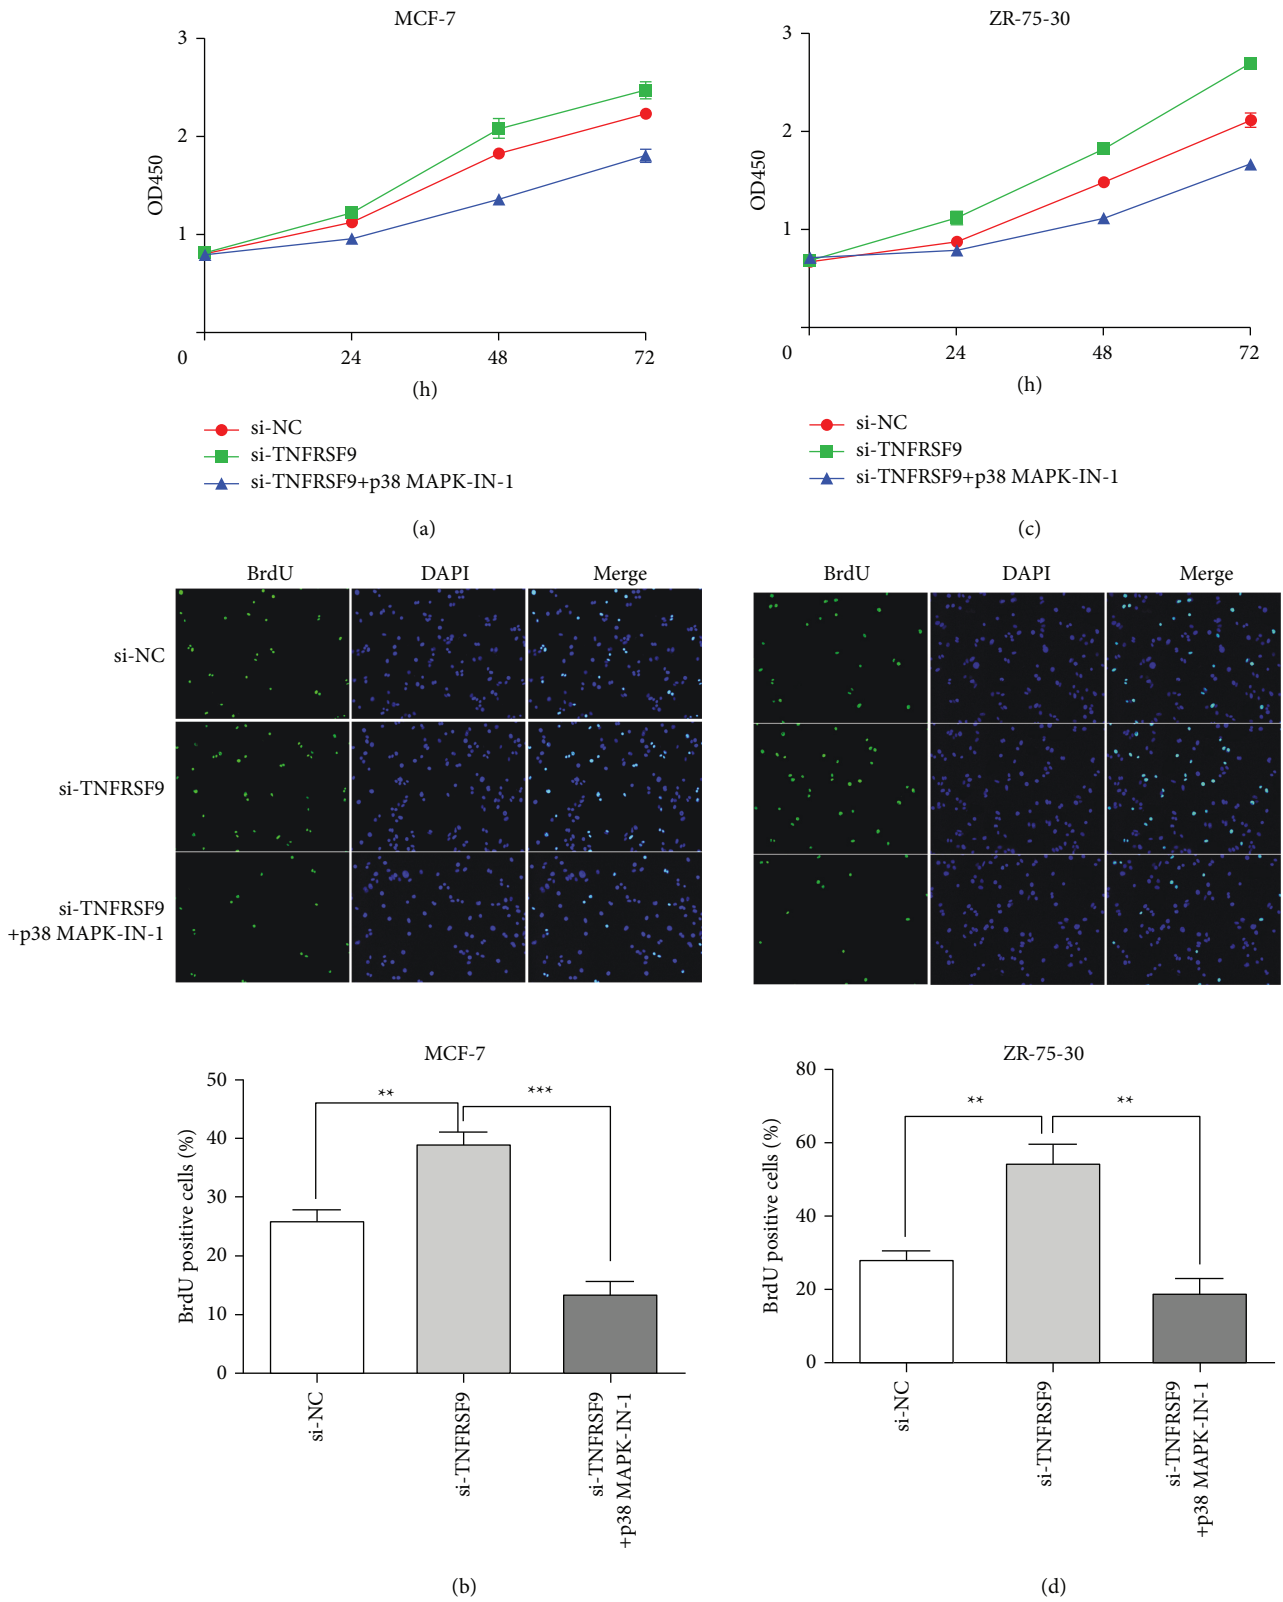 MCF-7
3
2
1
OD450
0
24
48
72
(h)
si-NC
si-TNFRSF9
si-TNFRSF9+p38 MAPK-IN-1
(a)
ZR-75-30
3
2
1
OD450
0
24
48
72
(h)
si-NC
si-TNFRSF9
si-TNFRSF9+p38 MAPK-IN-1
(c)
BrdU
DAPI
Merge
si-NC
si-TNFRSF9
si-TNFRSF9
+p38 MAPK-IN-1
BrdU
DAPI
Merge
MCF-7
50
40
30
20
10
0
BrdU positive cells (%)
**
***
si-NC
si-TNFRSF9
si-TNFRSF9
+p38 MAPK-IN-1
(b)
ZR-75-30
80
60
40
20
0
BrdU positive cells (%)
**
**
si-NC
si-TNFRSF9
si-TNFRSF9
+p38 MAPK-IN-1
(d)